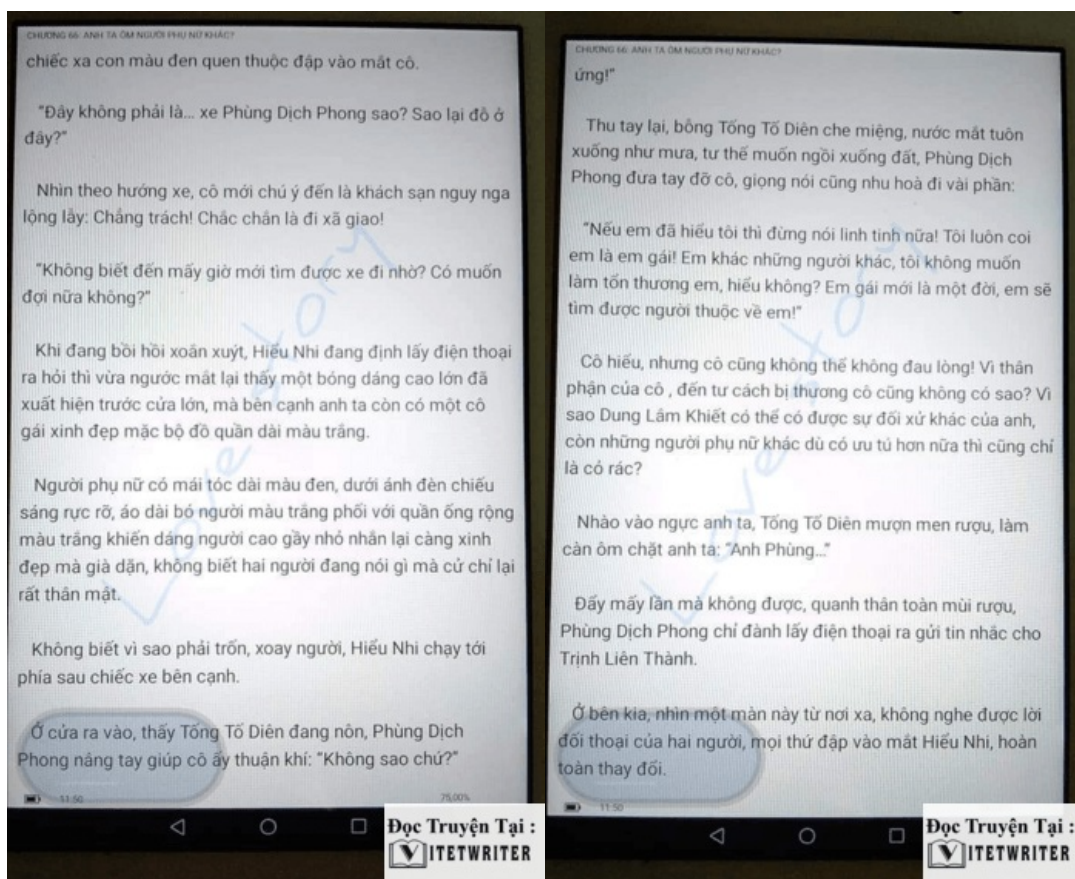 CHƯƠNG 66: ANH TA ÔM NGƯỜI PHỤ NỮ KHÁC?
chiếc xa con màu đen quen thuộc đập vào mắt cô.
"Đây không phải là... xe Phùng Dịch Phong sao? Sao lại đỗ ở
đây?"
Nhìn theo hướng xe, cô mới chú ý đến là khách sạn nguy nga
lộng lẫy: Chẳng trách! Chắc chắn là đi xã giao!
"Không biết đến mấy giờ mới tìm được xe đi nhờ? Có muốn
đợi nữa không?"
Khi đang bồi hồi xoắn xuýt, Hiểu Nhi đang định lấy điện thoại
ra hỏi thì vừa ngước mắt lại thấy một bóng dáng cao lớn đã
xuất hiện trước cửa lớn, mà bên cạnh anh ta còn có một cô
gái xinh đẹp mặc bộ đồ quần dài màu trắng.
Người phụ nữ có mái tóc dài màu đen, dưới ánh đèn chiếu
sáng rực rỡ, áo dài bó người màu trắng phối với quần ống rộng
màu trắng khiến dáng người cao gầy nhỏ nhắn lại càng xinh
đẹp mà già dặn, không biết hai người đang nói gì mà cử chỉ lại
rất thân mật.
Không biết vì sao phải trốn, xoay người, Hiểu Nhi chạy tới
phía sau chiếc xe bên cạnh.
Ở cửa ra vào, thấy Tống Tố Diên đang nôn, Phùng Dịch
Phong nâng tay giúp cô ấy thuận khí: "Không sao chứ?"
11:50
75,00%
Đọc Truyện Tại :
VITETWRITER
CHƯƠNG 66: ANH TA ÔM NGƯỜI PHỤ NỮ KHÁC?
ứng!"
Thu tay lại, bỗng Tống Tố Diên che miệng, nước mắt tuôn
xuống như mưa, tư thế muốn ngồi xuống đất, Phùng Dịch
Phong đưa tay đỡ cô, giọng nói cũng nhu hoà đi vài phần:
"Nếu em đã hiểu tôi thì đừng nói linh tinh nữa! Tôi luôn coi
em là em gái! Em khác những người khác, tôi không muốn
làm tổn thương em, hiểu không? Em gái mới là một đời, em sẽ
tìm được người thuộc về em!"
Cô hiểu, nhưng cô cũng không thể không đau lòng! Vì thân
phận của cô , đến tư cách bị thương cô cũng không có sao? Vì
sao Dung Lâm Khiết có thể có được sự đối xử khác của anh,
còn những người phụ nữ khác dù có ưu tú hơn nữa thì cũng chỉ
là cỏ rác?
Nhào vào ngực anh ta, Tống Tố Diên mượn men rượu, làm
càn ôm chặt anh ta: "Anh Phùng..."
Đẩy mấy lần mà không được, quanh thân toàn mùi rượu,
Phùng Dịch Phong chỉ đành lấy điện thoại ra gửi tin nhắc cho
Trịnh Liên Thành.
Ở bên kia, nhìn một màn này từ nơi xa, không nghe được lời
đối thoại của hai người, mọi thứ đập vào mắt Hiểu Nhi, hoàn
toàn thay đổi.
11:50
Đọc Truyện Tại :
VITETWRITER
Love story
Love story